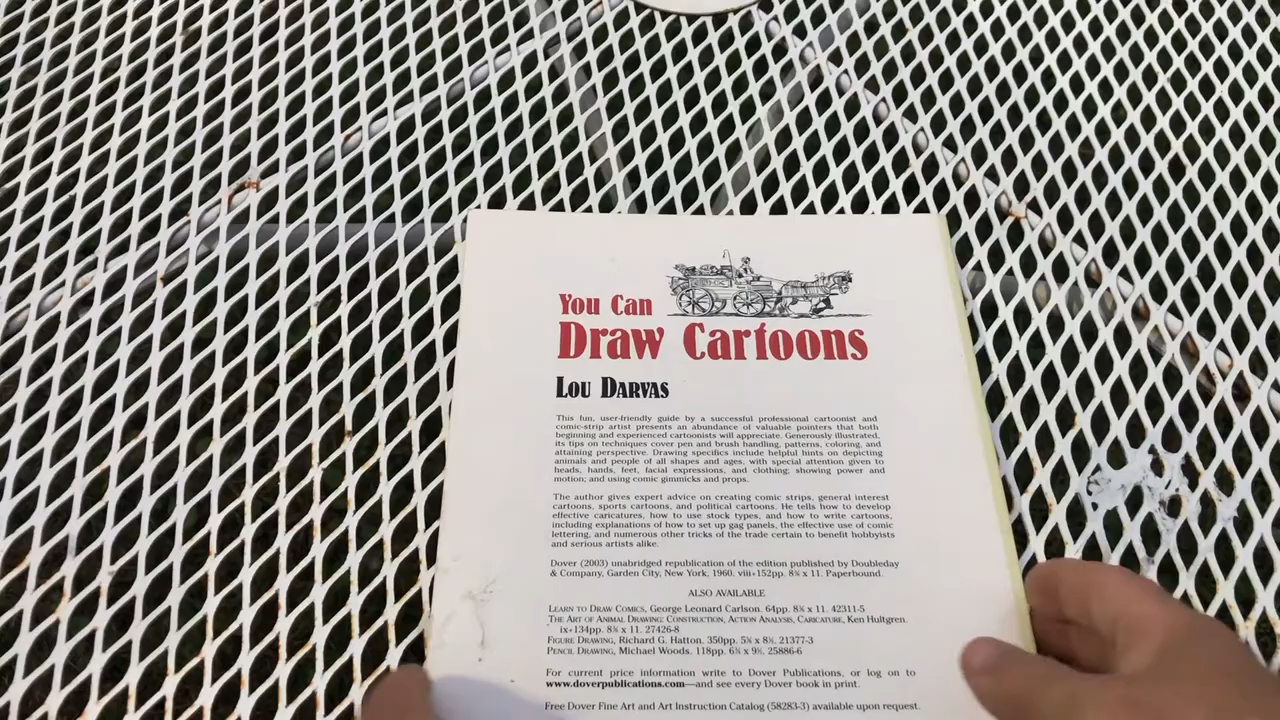 You Can
Draw Cartoons
LOU DARVAS
This fun, user-friendly guide by a successful professional cartoonist and
comic-strip artist presents an abundance of valuable pointers that both
beginning and experienced cartoonists will appreciate. Generously illustrated,
its tips on techniques cover pen and brush handling, patterns, coloring, and
attaining perspective. Drawing specifics include helpful hints on depicting
animals and people of all shapes and ages, with special attention given to
heads, hands, feet, facial expressions, and clothing; showing power and
motion; and using comic gimmicks and props.
The author gives expert advice on creating comic strips, general interest
cartoons, sports cartoons, and political cartoons. He tells how to develop
effective caricatures, how to use stock types, and how to write cartoons,
including explanations of how to set up gag panels, the effective use of comic
lettering, and numerous other tricks of the trade certain to benefit hobbyists
and serious artists alike.
Dover (2003) unabridged republication of the edition published by Doubleday
& Company, Garden City, New York, 1960. viii+152pp. 8⅜ x 11. Paperbound.
ALSO AVAILABLE
LEARN TO DRAW COMICS, George Leonard Carlson. 64pp. 8⅜ x 11. 42311-5
THE ART OF ANIMAL DRAWING: CONSTRUCTION, ACTION ANALYSIS, CARICATURE, Ken Hultgren.
ix+134pp. 8⅜ x 11. 27426-8
FIGURE DRAWING, Richard G. Hatton. 350pp. 5⅜ x 8½. 21377-3
PENCIL DRAWING, Michael Woods. 118pp. 6⅜ x 9½. 25886-6
For current price information write to Dover Publications, or log on to
www.doverpublications.com—and see every Dover book in print.
Free Dover Fine Art and Art Instruction Catalog (58283-3) available upon request.